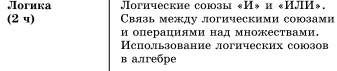 Логика
(2 ч)
Логические союзы «И» и «ИЛИ».
Связь между логическими союзами
и операциями над множествами.
Использование логических союзов
в алгебре